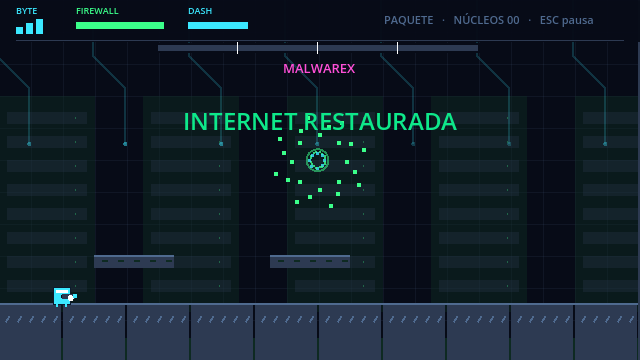 BYTE FIREWALL DASH PAQUETE · NÚCLEOS 00 · ESC pausa
MALWAREX
INTERNET RESTAURADA